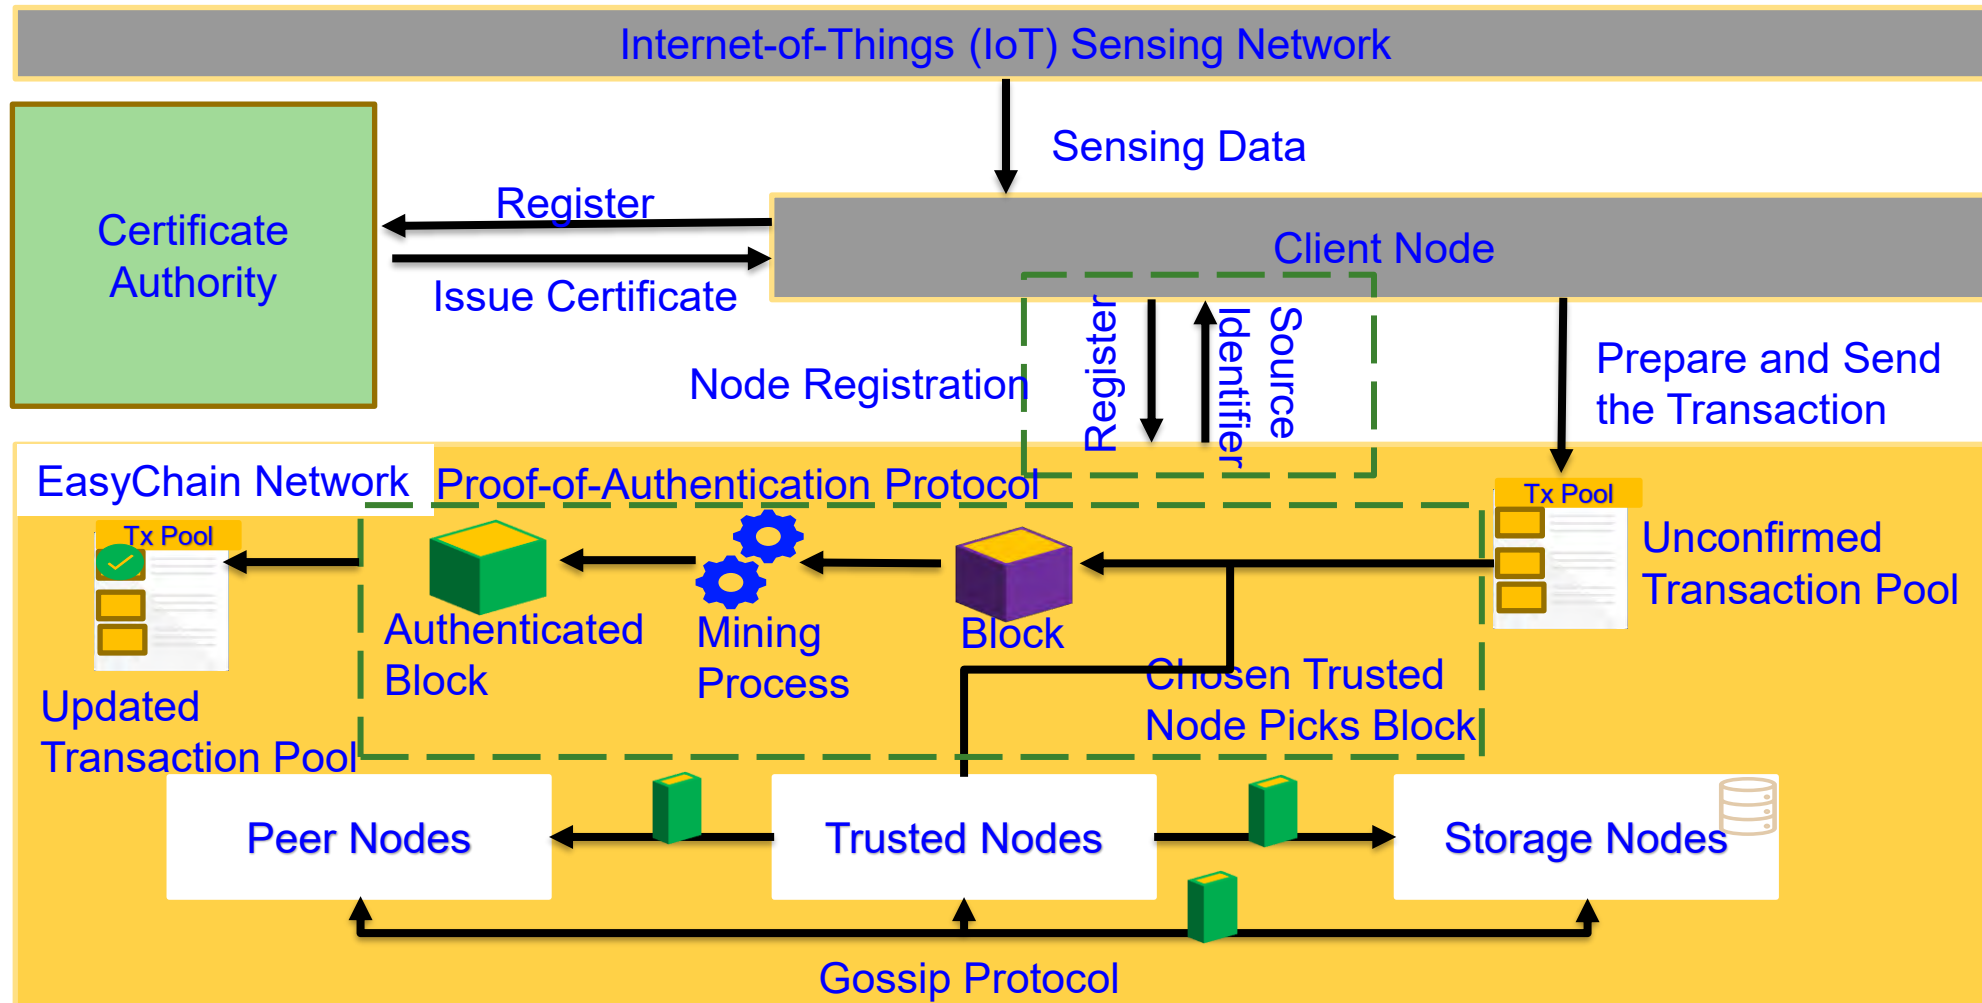 Internet-of-Things (IoT) Sensing Network
Sensing Data
Certificate
Authority
Register
Issue Certificate
Client Node
Node Registration
Register
Source
Identifier
Prepare and Send
the Transaction
EasyChain Network
Proof-of-Authentication Protocol
Tx Pool
Unconfirmed
Transaction Pool
Tx Pool
Updated
Transaction Pool
Authenticated
Block
Mining
Process
Block
Chosen Trusted
Node Picks Block
Peer Nodes
Trusted Nodes
Storage Nodes
Gossip Protocol